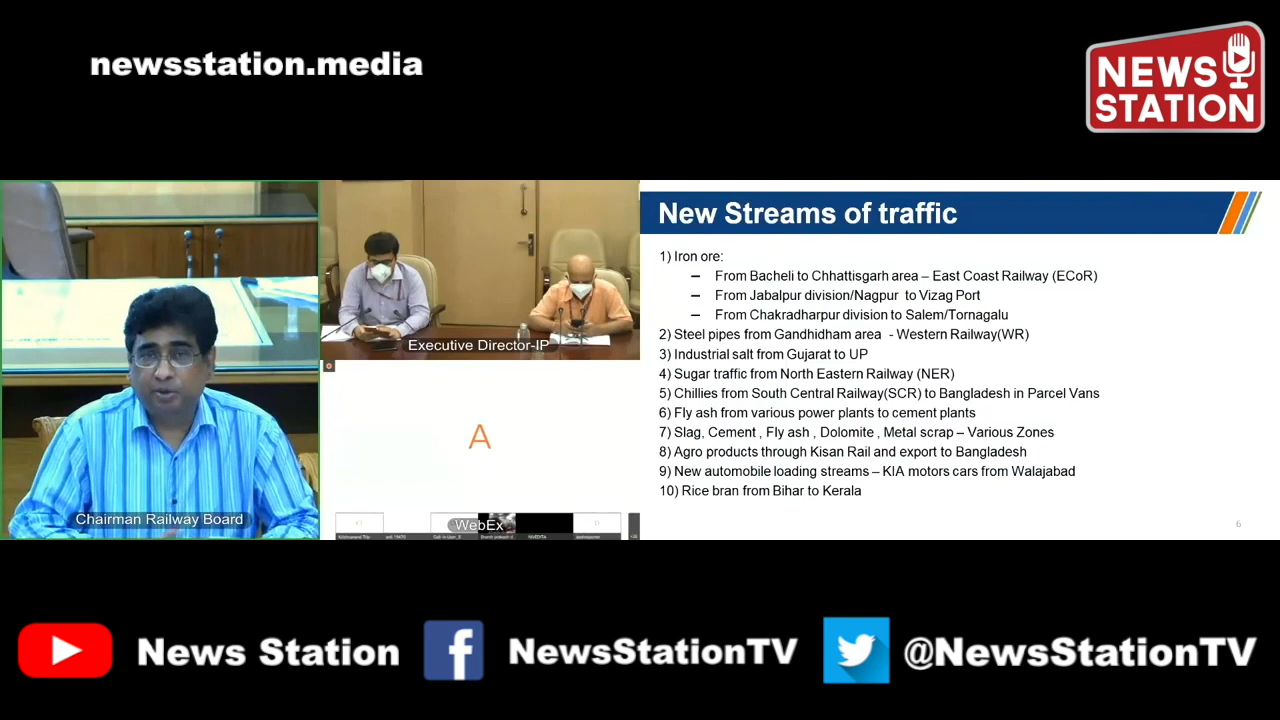 newsstation.media
NEWS
STATION
New Streams of traffic
1) Iron ore:
– From Bacheli to Chhattisgarh area – East Coast Railway (ECoR)
– From Jabalpur division/Nagpur to Vizag Port
– From Chakradharpur division to Salem/Tornagalu
2) Steel pipes from Gandhidham area - Western Railway(WR)
3) Industrial salt from Gujarat to UP
4) Sugar traffic from North Eastern Railway (NER)
5) Chillies from South Central Railway(SCR) to Bangladesh in Parcel Vans
6) Fly ash from various power plants to cement plants
7) Slag, Cement , Fly ash , Dolomite , Metal scrap – Various Zones
8) Agro products through Kisan Rail and export to Bangladesh
9) New automobile loading streams – KIA motors cars from Walajabad
10) Rice bran from Bihar to Kerala
6
Executive Director-IP
A
Chairman Railway Board
WebEx
NIVEDITA
News Station
NewsStationTV
@NewsStationTV